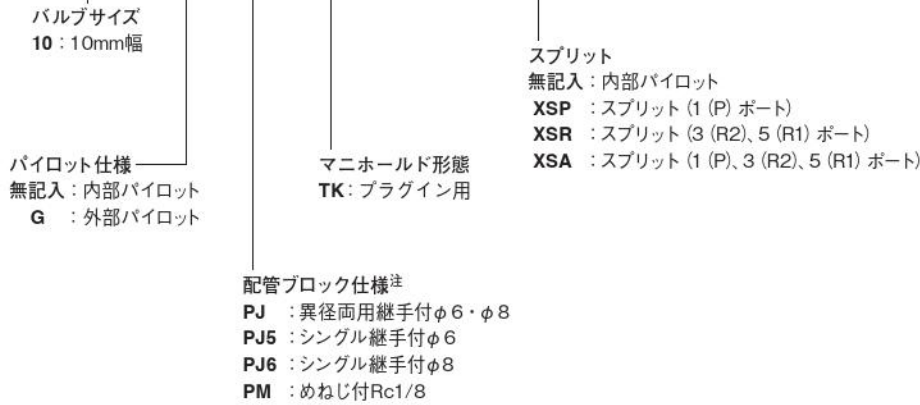 バルブサイズ
10：10mm幅
スプリット
無記入：内部パイロット
XSP ：スプリット (1 (P) ポート)
XSR ：スプリット (3 (R2)、5 (R1) ポート)
XSA ：スプリット (1 (P)、3 (R2)、5 (R1) ポート)
パイロット仕様
無記入：内部パイロット
G ：外部パイロット
マニホールド形態
TK：プラグイン用
配管ブロック仕様注
PJ ：異径両用継手付φ6・φ8
PJ5 ：シングル継手付φ6
PJ6 ：シングル継手付φ8
PM ：めねじ付Rc1/8